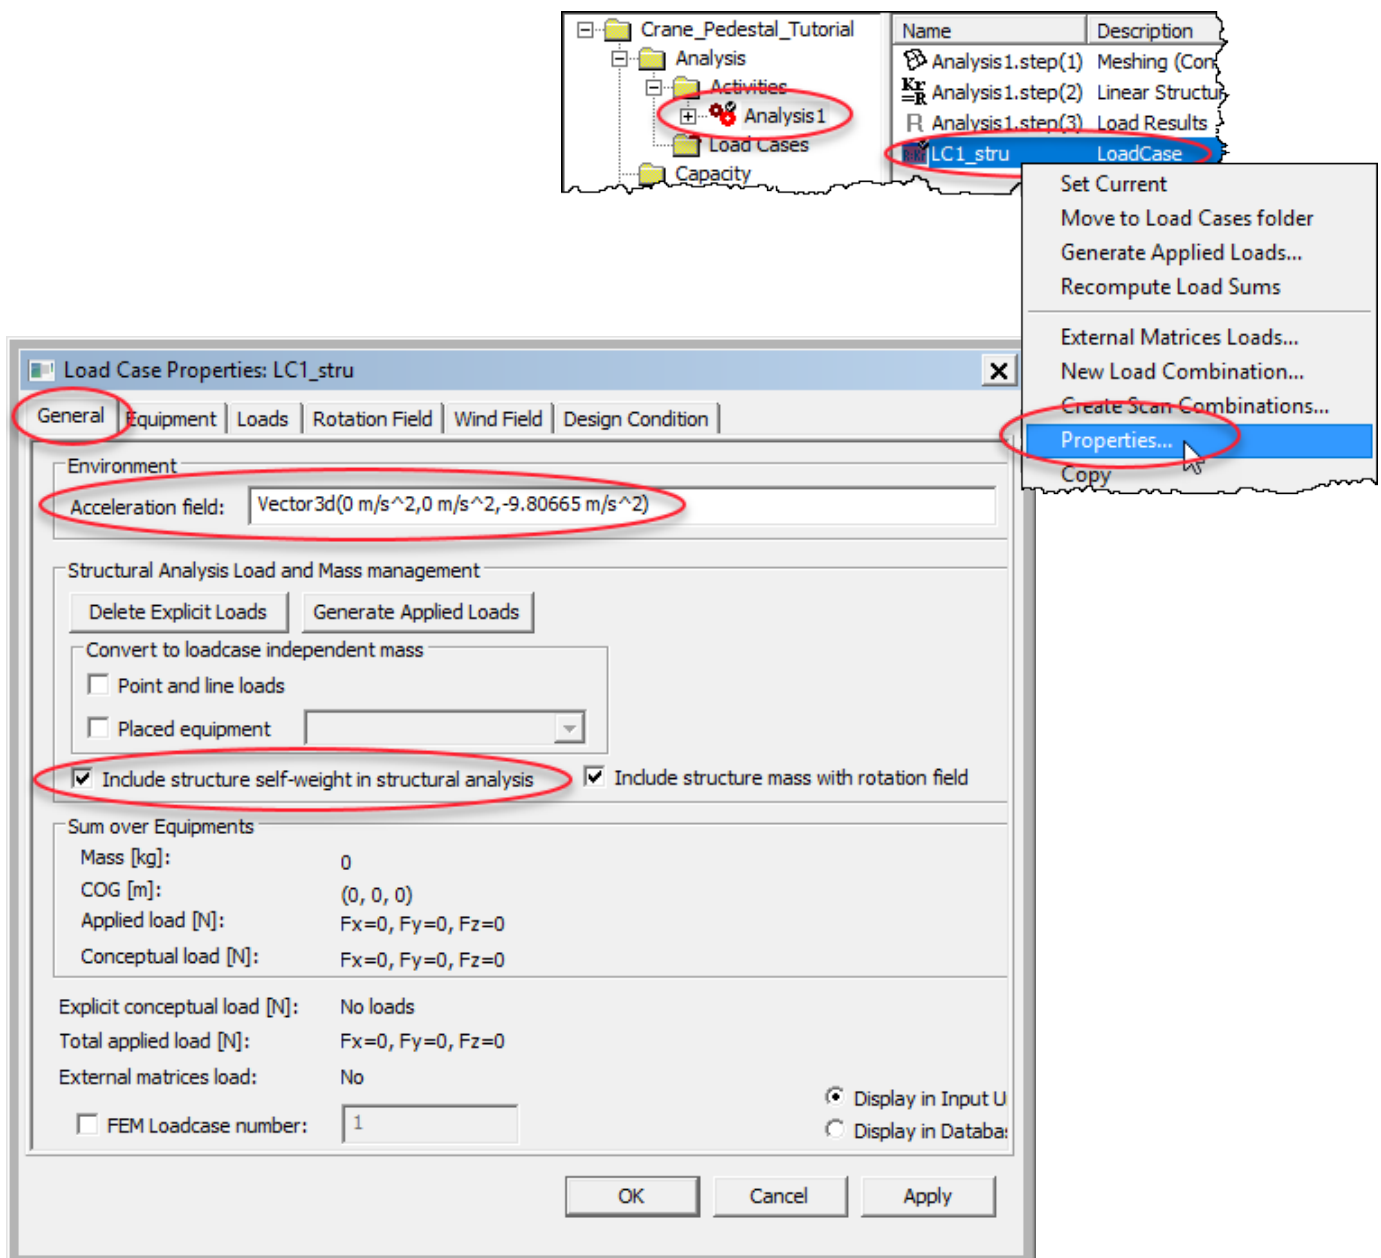 Crane_Pedestal_Tutorial
Analysis
Activities
Analysis1
Load Cases
Capacity
Name Description
Analysis1.step(1) Meshing (Con
Analysis1.step(2) Linear Structu
Analysis1.step(3) Load Results
LC1_stru LoadCase
Set Current
Move to Load Cases folder
Generate Applied Loads...
Recompute Load Sums
External Matrices Loads...
New Load Combination...
Create Scan Combinations...
Properties...
Copy
Load Case Properties: LC1_stru
General Equipment Loads Rotation Field Wind Field Design Condition
Environment
Acceleration field: Vector3d(0 m/s^2,0 m/s^2,-9.80665 m/s^2)
Structural Analysis Load and Mass management
Delete Explicit Loads Generate Applied Loads
Convert to loadcase independent mass
Point and line loads
Placed equipment
Include structure self-weight in structural analysis Include structure mass with rotation field
Sum over Equipments
Mass [kg]: 0
COG [m]: (0, 0, 0)
Applied load [N]: Fx=0, Fy=0, Fz=0
Conceptual load [N]: Fx=0, Fy=0, Fz=0
Explicit conceptual load [N]: No loads
Total applied load [N]: Fx=0, Fy=0, Fz=0
External matrices load: No
FEM Loadcase number: 1
Display in Input U
Display in Databa
OK Cancel Apply